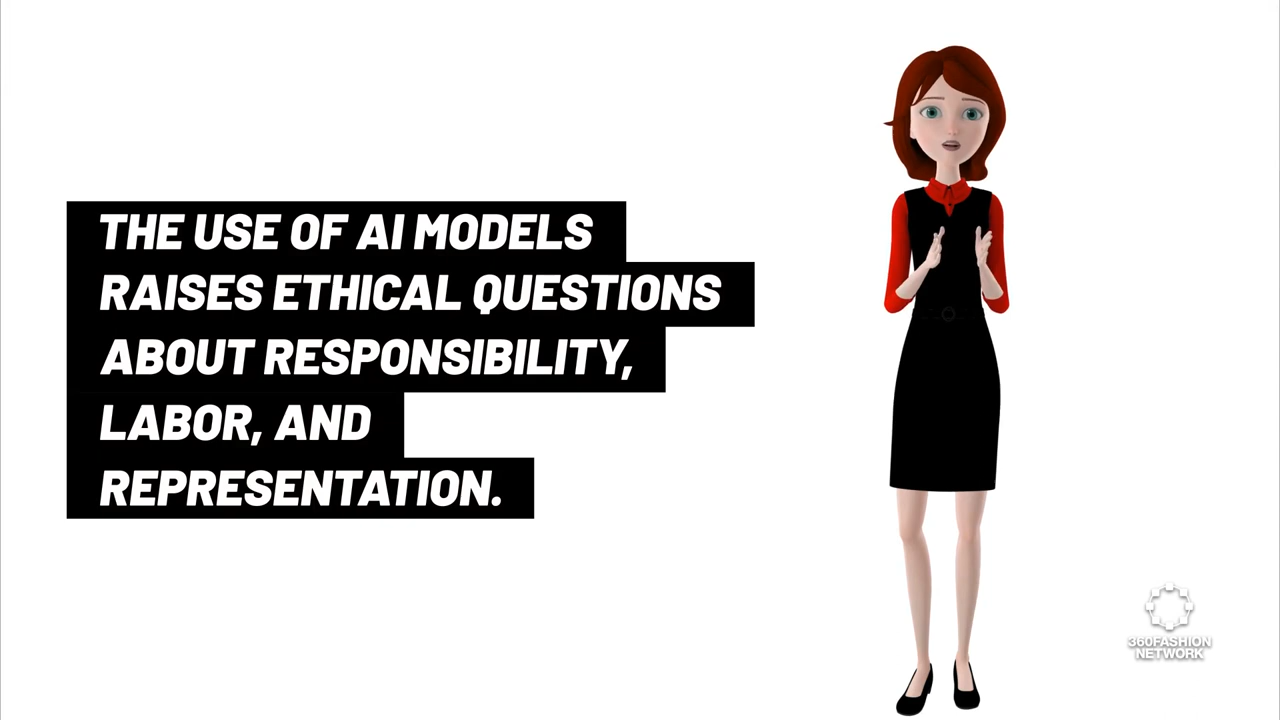 THE USE OF AI MODELS
RAISES ETHICAL QUESTIONS
ABOUT RESPONSIBILITY,
LABOR, AND
REPRESENTATION.
360FASHION
NETWORK